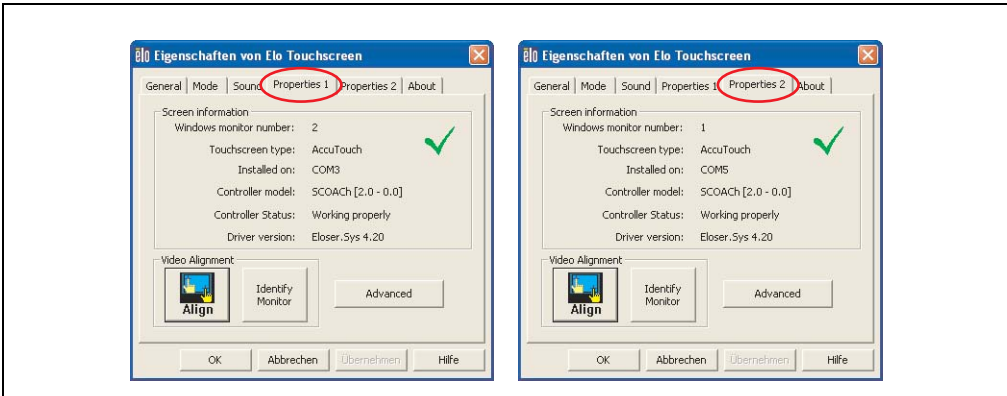 elo Eigenschaften von Elo Touchscreen
General Mode Sound Properties 1 Properties 2 About
Screen information
Windows monitor number: 2
Touchscreen type: AccuTouch
Installed on: COM3
Controller model: SCOACh [2.0 - 0.0]
Controller Status: Working properly
Driver version: Eloser.Sys 4.20
Video Alignment
Align
Identify
Monitor
Advanced
OK Abbrechen Übernehmen Hilfe
elo Eigenschaften von Elo Touchscreen
General Mode Sound Properties 1 Properties 2 About
Screen information
Windows monitor number: 1
Touchscreen type: AccuTouch
Installed on: COM5
Controller model: SCOACh [2.0 - 0.0]
Controller Status: Working properly
Driver version: Eloser.Sys 4.20
Video Alignment
Align
Identify
Monitor
Advanced
OK Abbrechen Übernehmen Hilfe